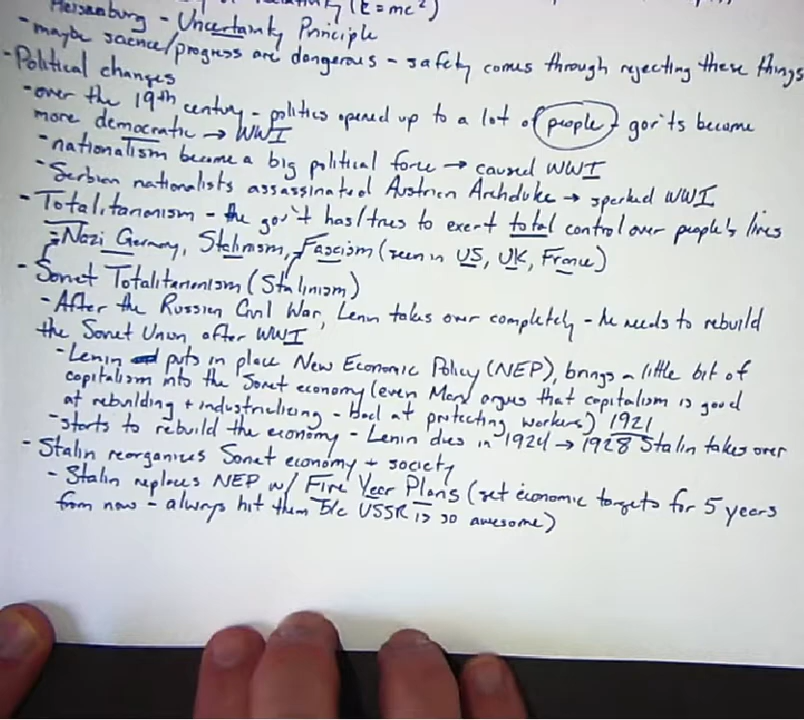 (E=mc²)
Heisenburg - Uncertainty Principle
- maybe science/progress are dangerous - safety comes through rejecting these things
- Political changes
- over the 19th century - politics opened up to a lot of people + gov'ts become
more democratic → WWI
- nationalism become a big political force → caused WWI
- Serbian nationalists assassinated Austrian Archduke → sparked WWI
- Totalitarianism - the gov't has/tries to exert total control over people's lives
- Nazi Germany, Stalinism, Fascism (seen in US, UK, France)
- Soviet Totalitarianism (Stalinism)
- After the Russian Civil War, Lenin takes over completely - he needs to rebuild
the Soviet Union after WWI
- Lenin puts in place New Economic Policy (NEP), brings a little bit of
capitalism into the Soviet economy (even Marx argues that capitalism is good
at rebuilding + industrializing - bad at protecting workers) 1921
- starts to rebuild the economy - Lenin dies in 1924 → 1928 Stalin takes over
- Stalin reorganizes Soviet economy + society
- Stalin replaces NEP w/ Five Year Plans (set economic targets for 5 years
from now - always hit them b/c USSR is so awesome)